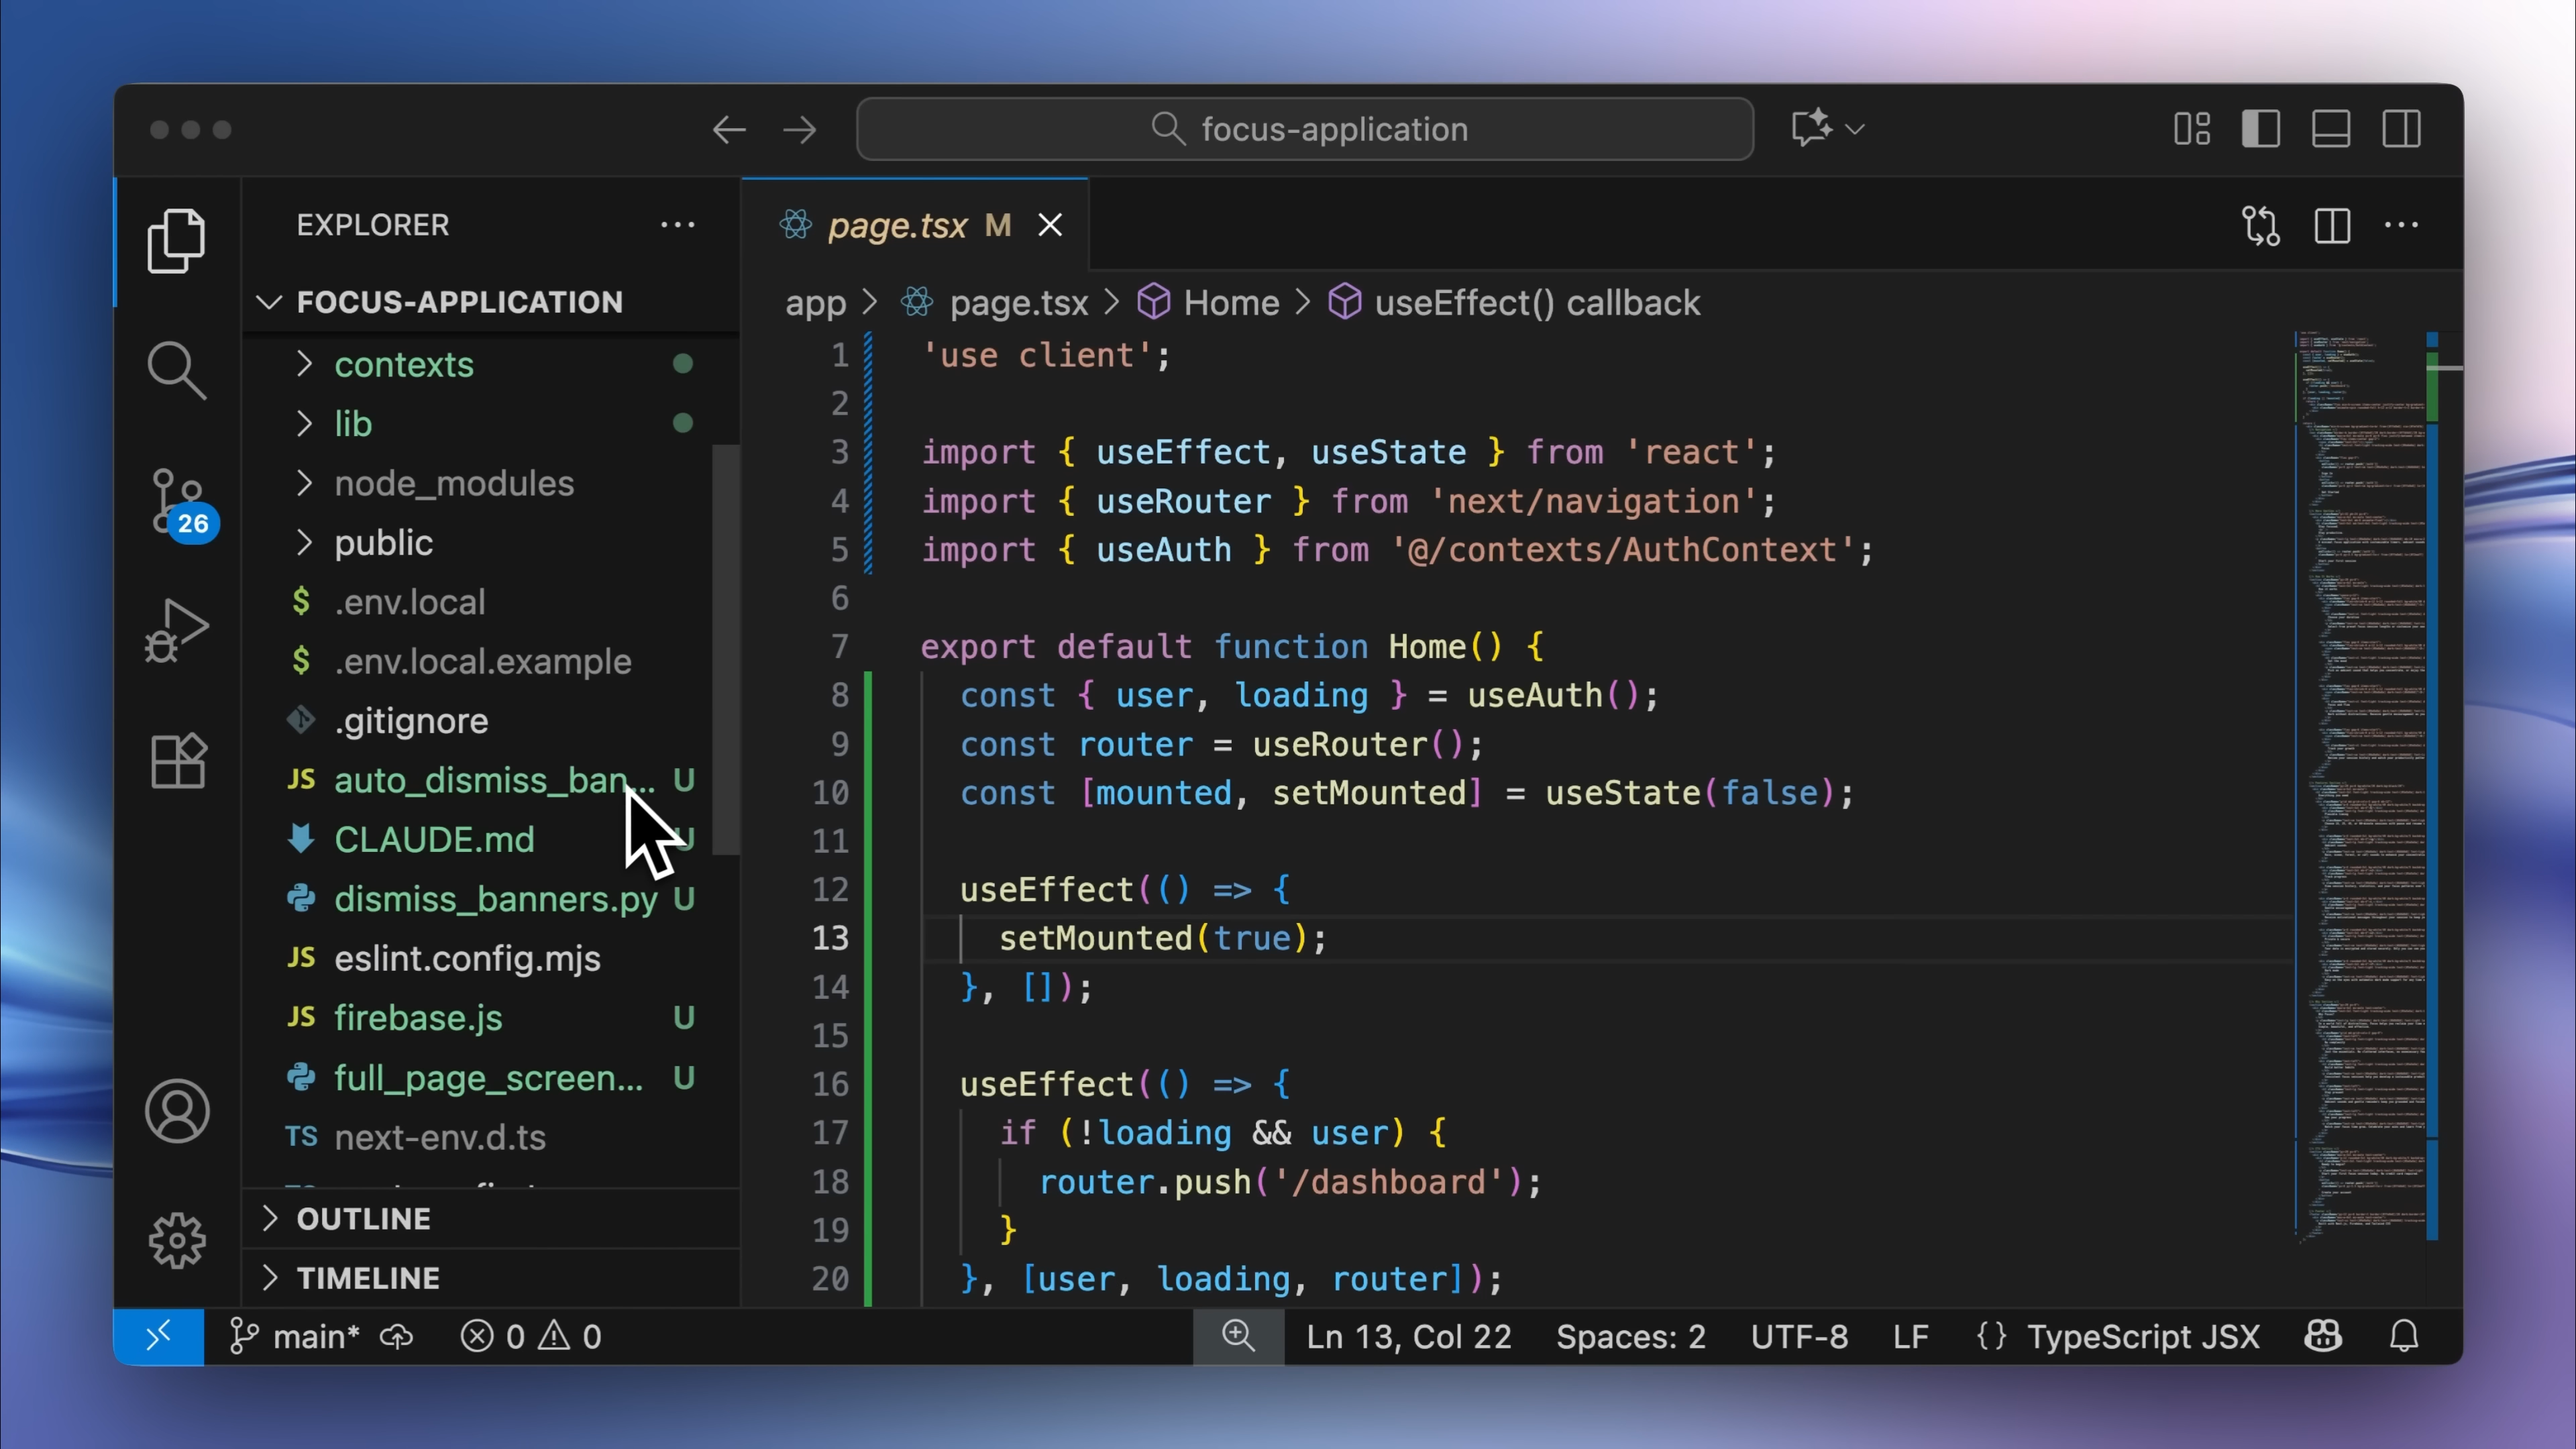 focus-application
EXPLORER
FOCUS-APPLICATION
contexts
lib
node_modules
public
$ .env.local
$ .env.local.example
.gitignore
JS auto_dismiss_ban... U
CLAUDE.md U
dismiss_banners.py U
JS eslint.config.mjs
JS firebase.js U
full_page_screen... U
TS next-env.d.ts
OUTLINE
TIMELINE
26
page.tsx M
app > page.tsx > Home > useEffect() callback
1 'use client';
2
3 import { useEffect, useState } from 'react';
4 import { useRouter } from 'next/navigation';
5 import { useAuth } from '@/contexts/AuthContext';
6
7 export default function Home() {
8 const { user, loading } = useAuth();
9 const router = useRouter();
10 const [mounted, setMounted] = useState(false);
11
12 useEffect(() => {
13 setMounted(true);
14 }, []);
15
16 useEffect(() => {
17 if (!loading && user) {
18 router.push('/dashboard');
19 }
20 }, [user, loading, router]);
main* 0 0 Ln 13, Col 22 Spaces: 2 UTF-8 LF {} TypeScript JSX